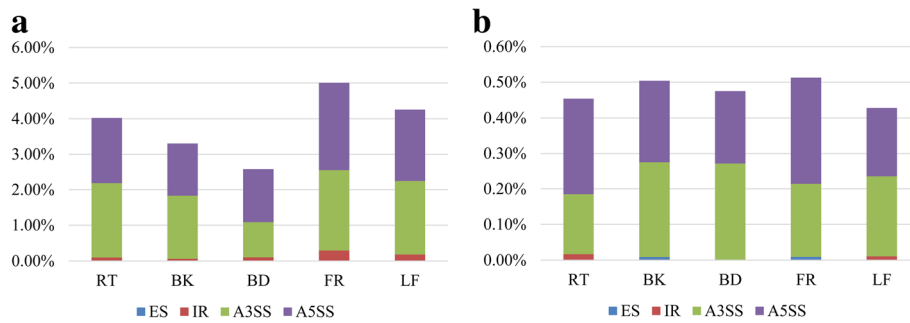 a
6.00%
5.00%
4.00%
3.00%
2.00%
1.00%
0.00%
RT BK BD FR LF
ES IR A3SS A5SS
b
0.60%
0.50%
0.40%
0.30%
0.20%
0.10%
0.00%
RT BK BD FR LF
ES IR A3SS A5SS